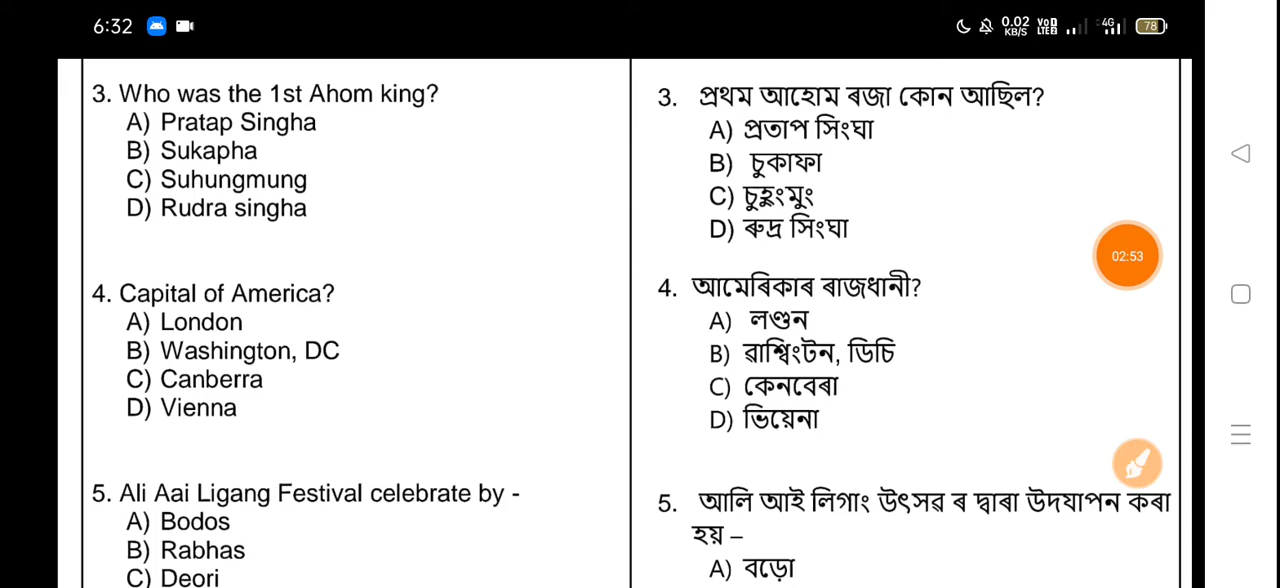 6:32
0.02
KB/S
VoD
LTE2
4G
78
3. Who was the 1st Ahom king?
A) Pratap Singha
B) Sukapha
C) Suhungmung
D) Rudra singha
4. Capital of America?
A) London
B) Washington, DC
C) Canberra
D) Vienna
5. Ali Aai Ligang Festival celebrate by -
A) Bodos
B) Rabhas
C) Deori
3. প্ৰথম আহোম ৰজা কোন আছিল?
A) প্ৰতাপ সিংঘা
B) চুকাফা
C) চুহুংমুং
D) ৰুদ্ৰ সিংঘা
4. আমেৰিকাৰ ৰাজধানী?
A) লণ্ডন
B) ৱাশ্বিংটন, ডিচি
C) কেনবেৰা
D) ভিয়েনা
5. আলি আই লিগাং উৎসৱ ৰ দ্বাৰা উদযাপন কৰা
হয় –
A) বড়ো
02:53